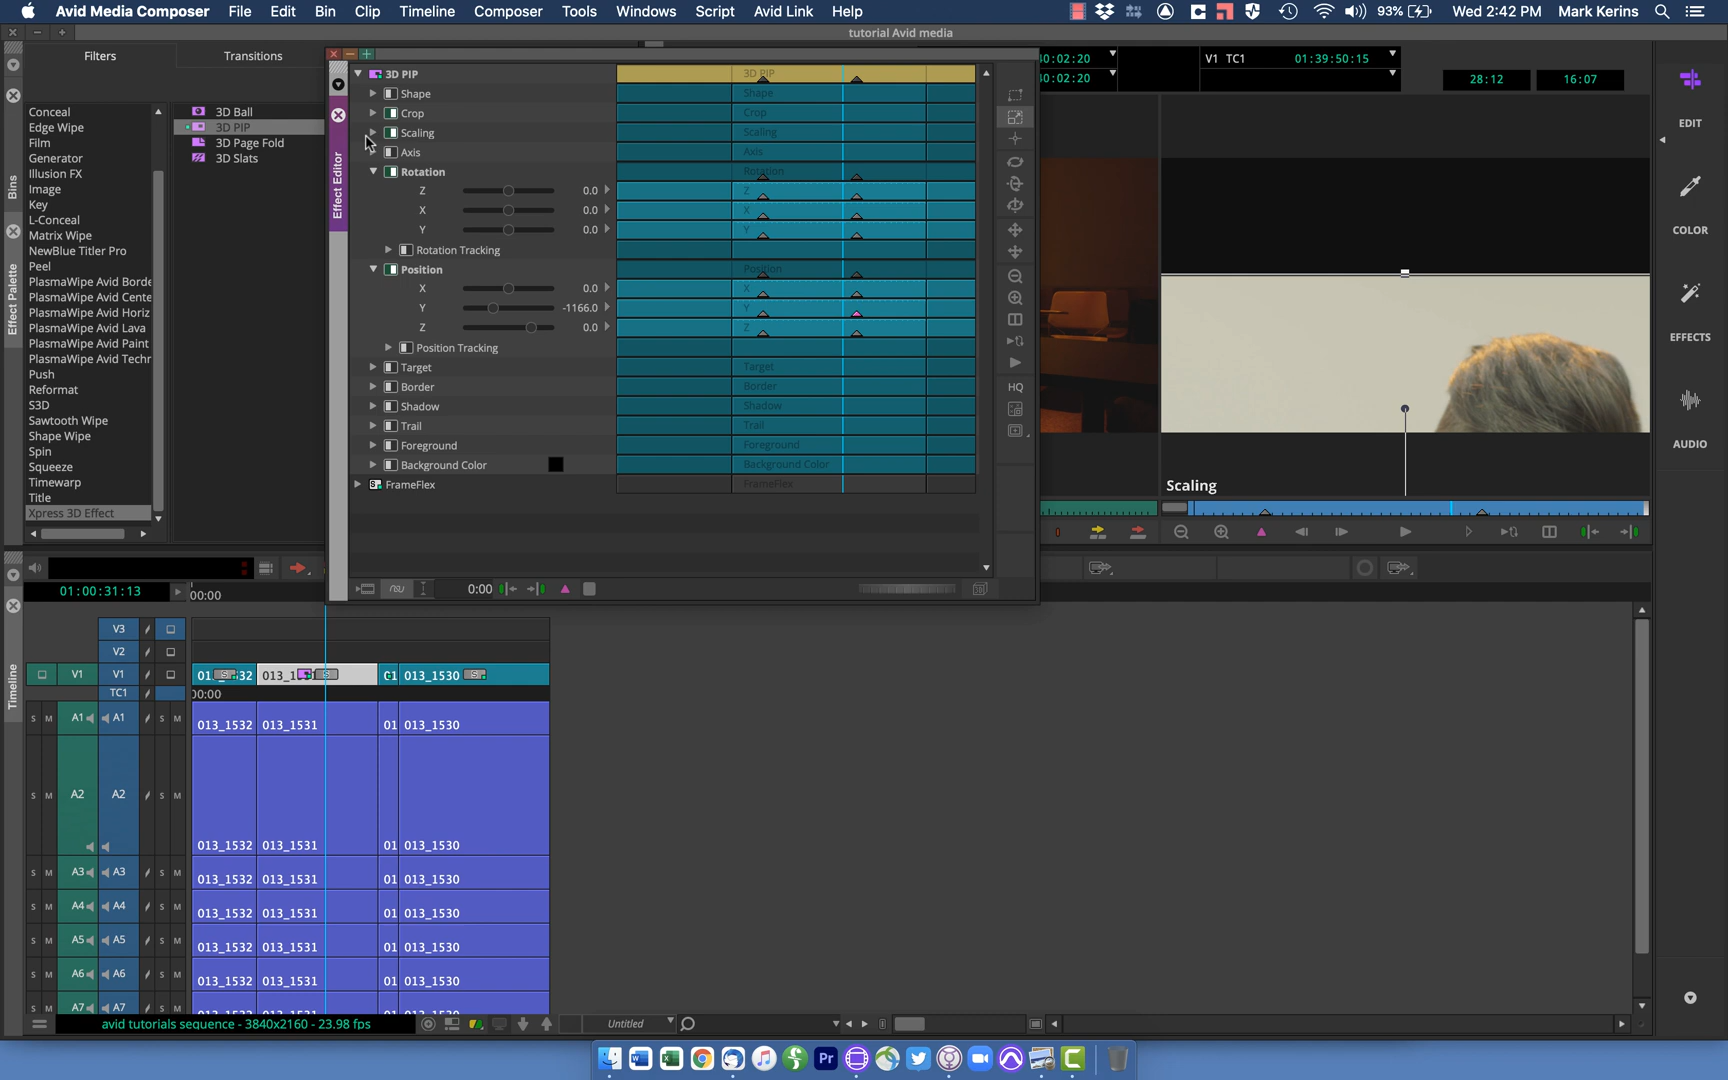 Avid Media Composer File Edit Bin Clip Timeline Composer Tools Windows Script Avid Link Help 93% Wed 2:42 PM Mark Kerins
tutorial Avid media
Filters Transitions
Conceal
Edge Wipe
Film
Generator
Illusion FX
Image
Key
L-Conceal
Matrix Wipe
NewBlue Titler Pro
Peel
PlasmaWipe Avid Borde
PlasmaWipe Avid Cente
PlasmaWipe Avid Horiz
PlasmaWipe Avid Lava
PlasmaWipe Avid Paint
PlasmaWipe Avid Techn
Push
Reformat
S3D
Sawtooth Wipe
Shape Wipe
Spin
Squeeze
Timewarp
Title
Xpress 3D Effect
3D Ball
3D PIP
3D Page Fold
3D Slats
Bins
Effect Palette
Effect Editor
3D PIP 3D PIP
Shape Shape
Crop Crop
Scaling Scaling
Axis Axis
Rotation Rotation
Z 0.0 Z
X 0.0 X
Y 0.0 Y
Rotation Tracking
Position Position
X 0.0 X
Y -1166.0 Y
Z 0.0 Z
Position Tracking
Target Target
Border Border
Shadow Shadow
Trail Trail
Foreground Foreground
Background Color Background Color
FrameFlex FrameFlex
0:00
HQ
40:02:20
40:02:20
V1 TC1 01:39:50:15
28:12 16:07
Scaling
EDIT
COLOR
EFFECTS
AUDIO
Timeline
01:00:31:13 00:00
V3
V2
V1 V1 01 32 013_1 01 013_1530
TC1 00:00
S M A1 A1 S M 013_1532 013_1531 01 013_1530
S M A2 A2 S M 013_1532 013_1531 01 013_1530
S M A3 A3 S M 013_1532 013_1531 01 013_1530
S M A4 A4 S M 013_1532 013_1531 01 013_1530
S M A5 A5 S M 013_1532 013_1531 01 013_1530
S M A6 A6 S M 013_1532 013_1531 01 013_1530
S M A7 A7 S M
avid tutorials sequence - 3840x2160 - 23.98 fps Untitled
W X Pr